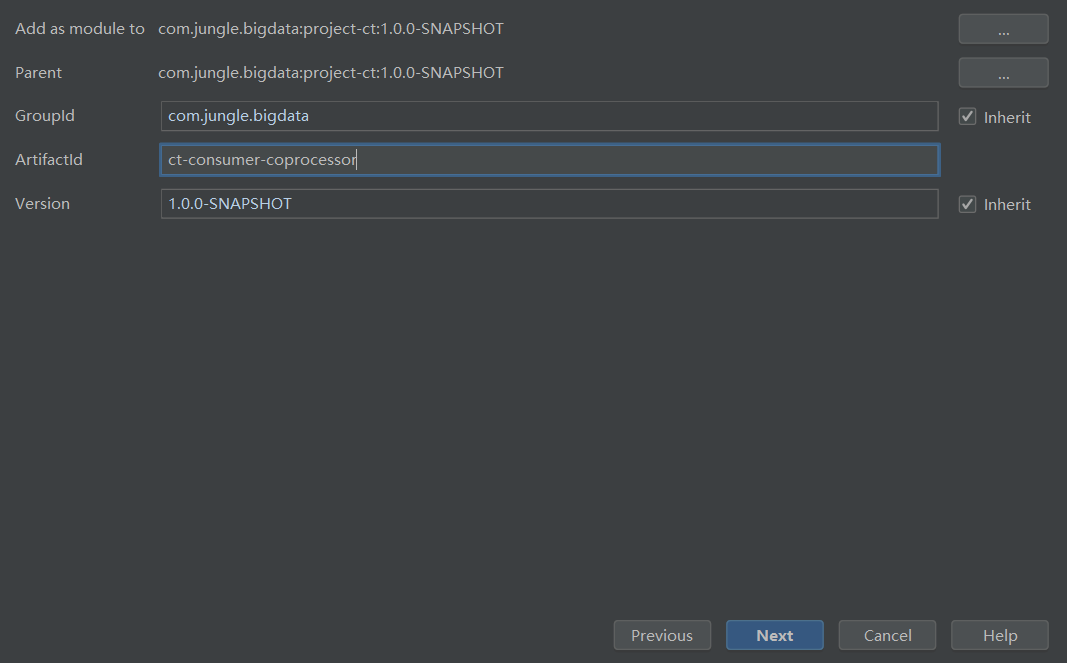 Add as module to com.jungle.bigdata:project-ct:1.0.0-SNAPSHOT ...
Parent com.jungle.bigdata:project-ct:1.0.0-SNAPSHOT ...
GroupId com.jungle.bigdata Inherit
ArtifactId ct-consumer-coprocessor
Version 1.0.0-SNAPSHOT Inherit
Previous Next Cancel Help